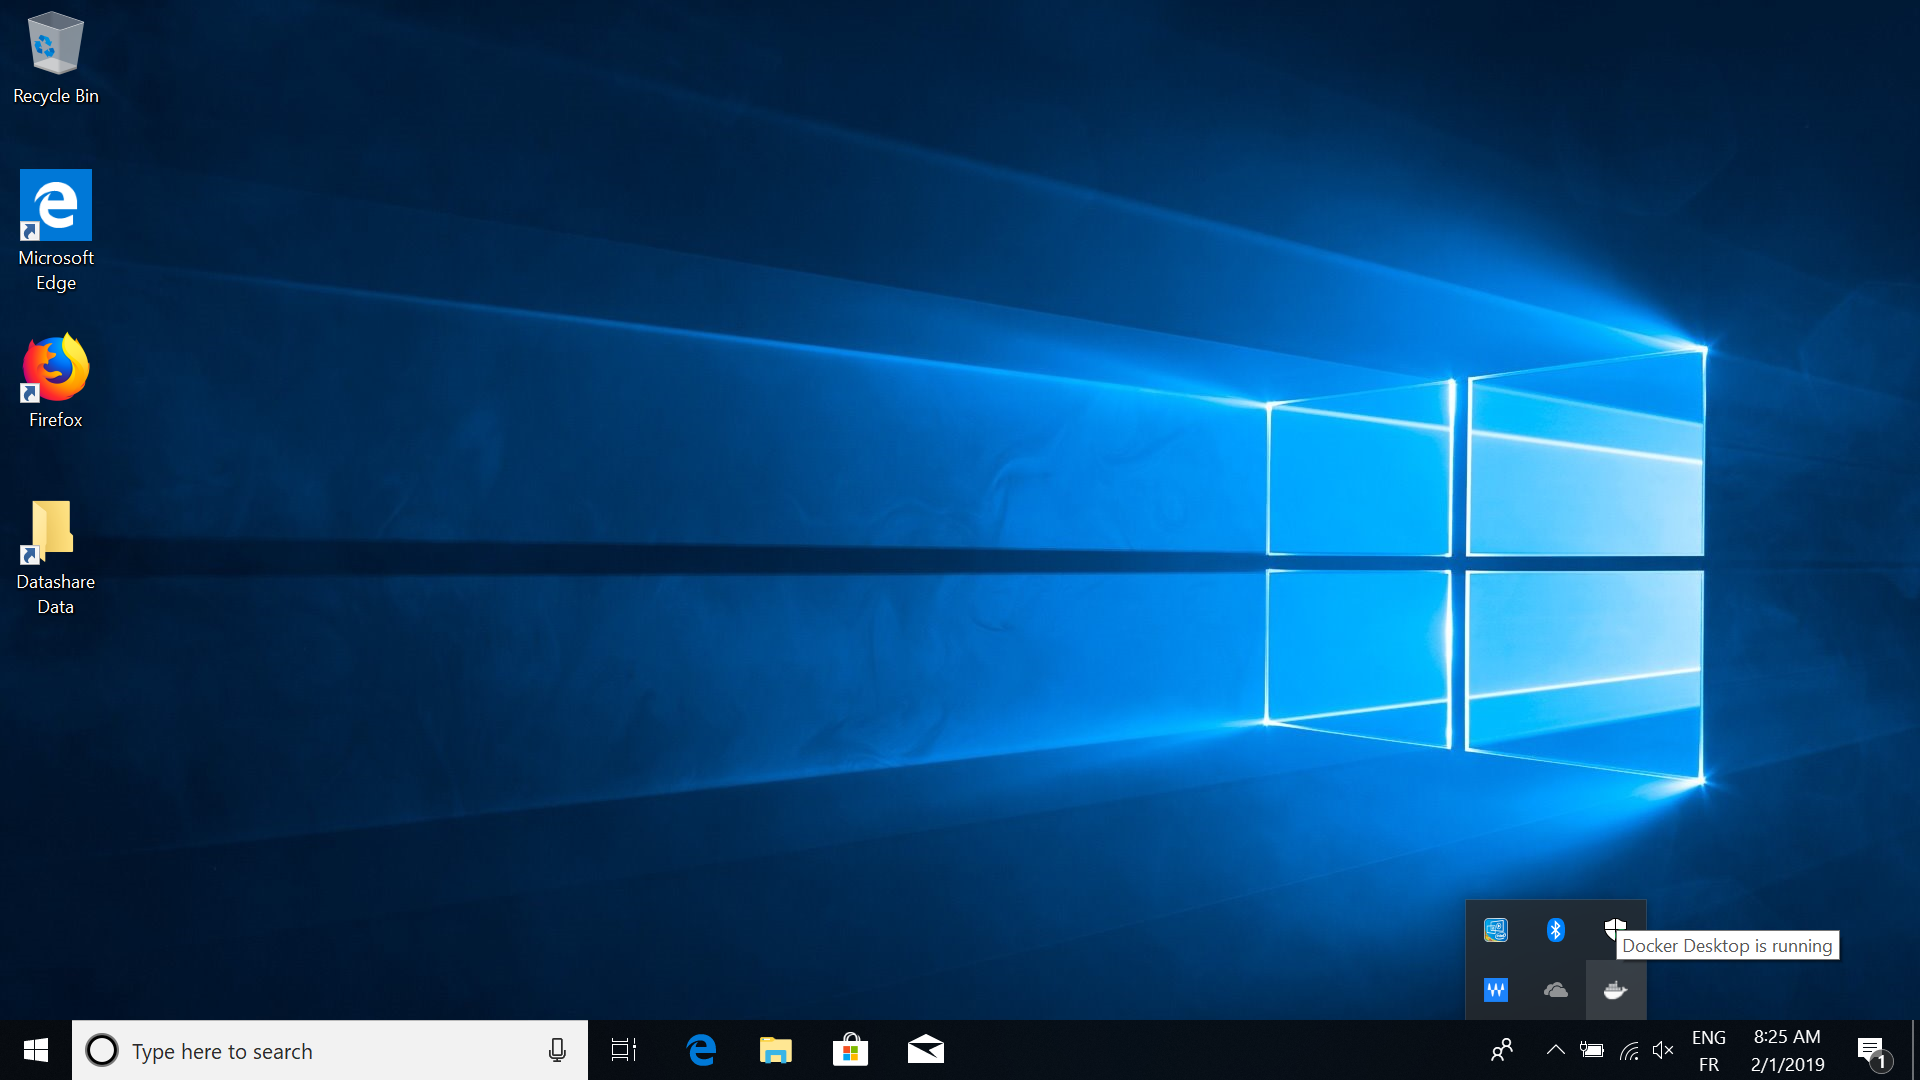 Recycle Bin
Microsoft
Edge
Firefox
Datashare
Data
Docker Desktop is running
Type here to search
ENG
FR
8:25 AM
2/1/2019
1